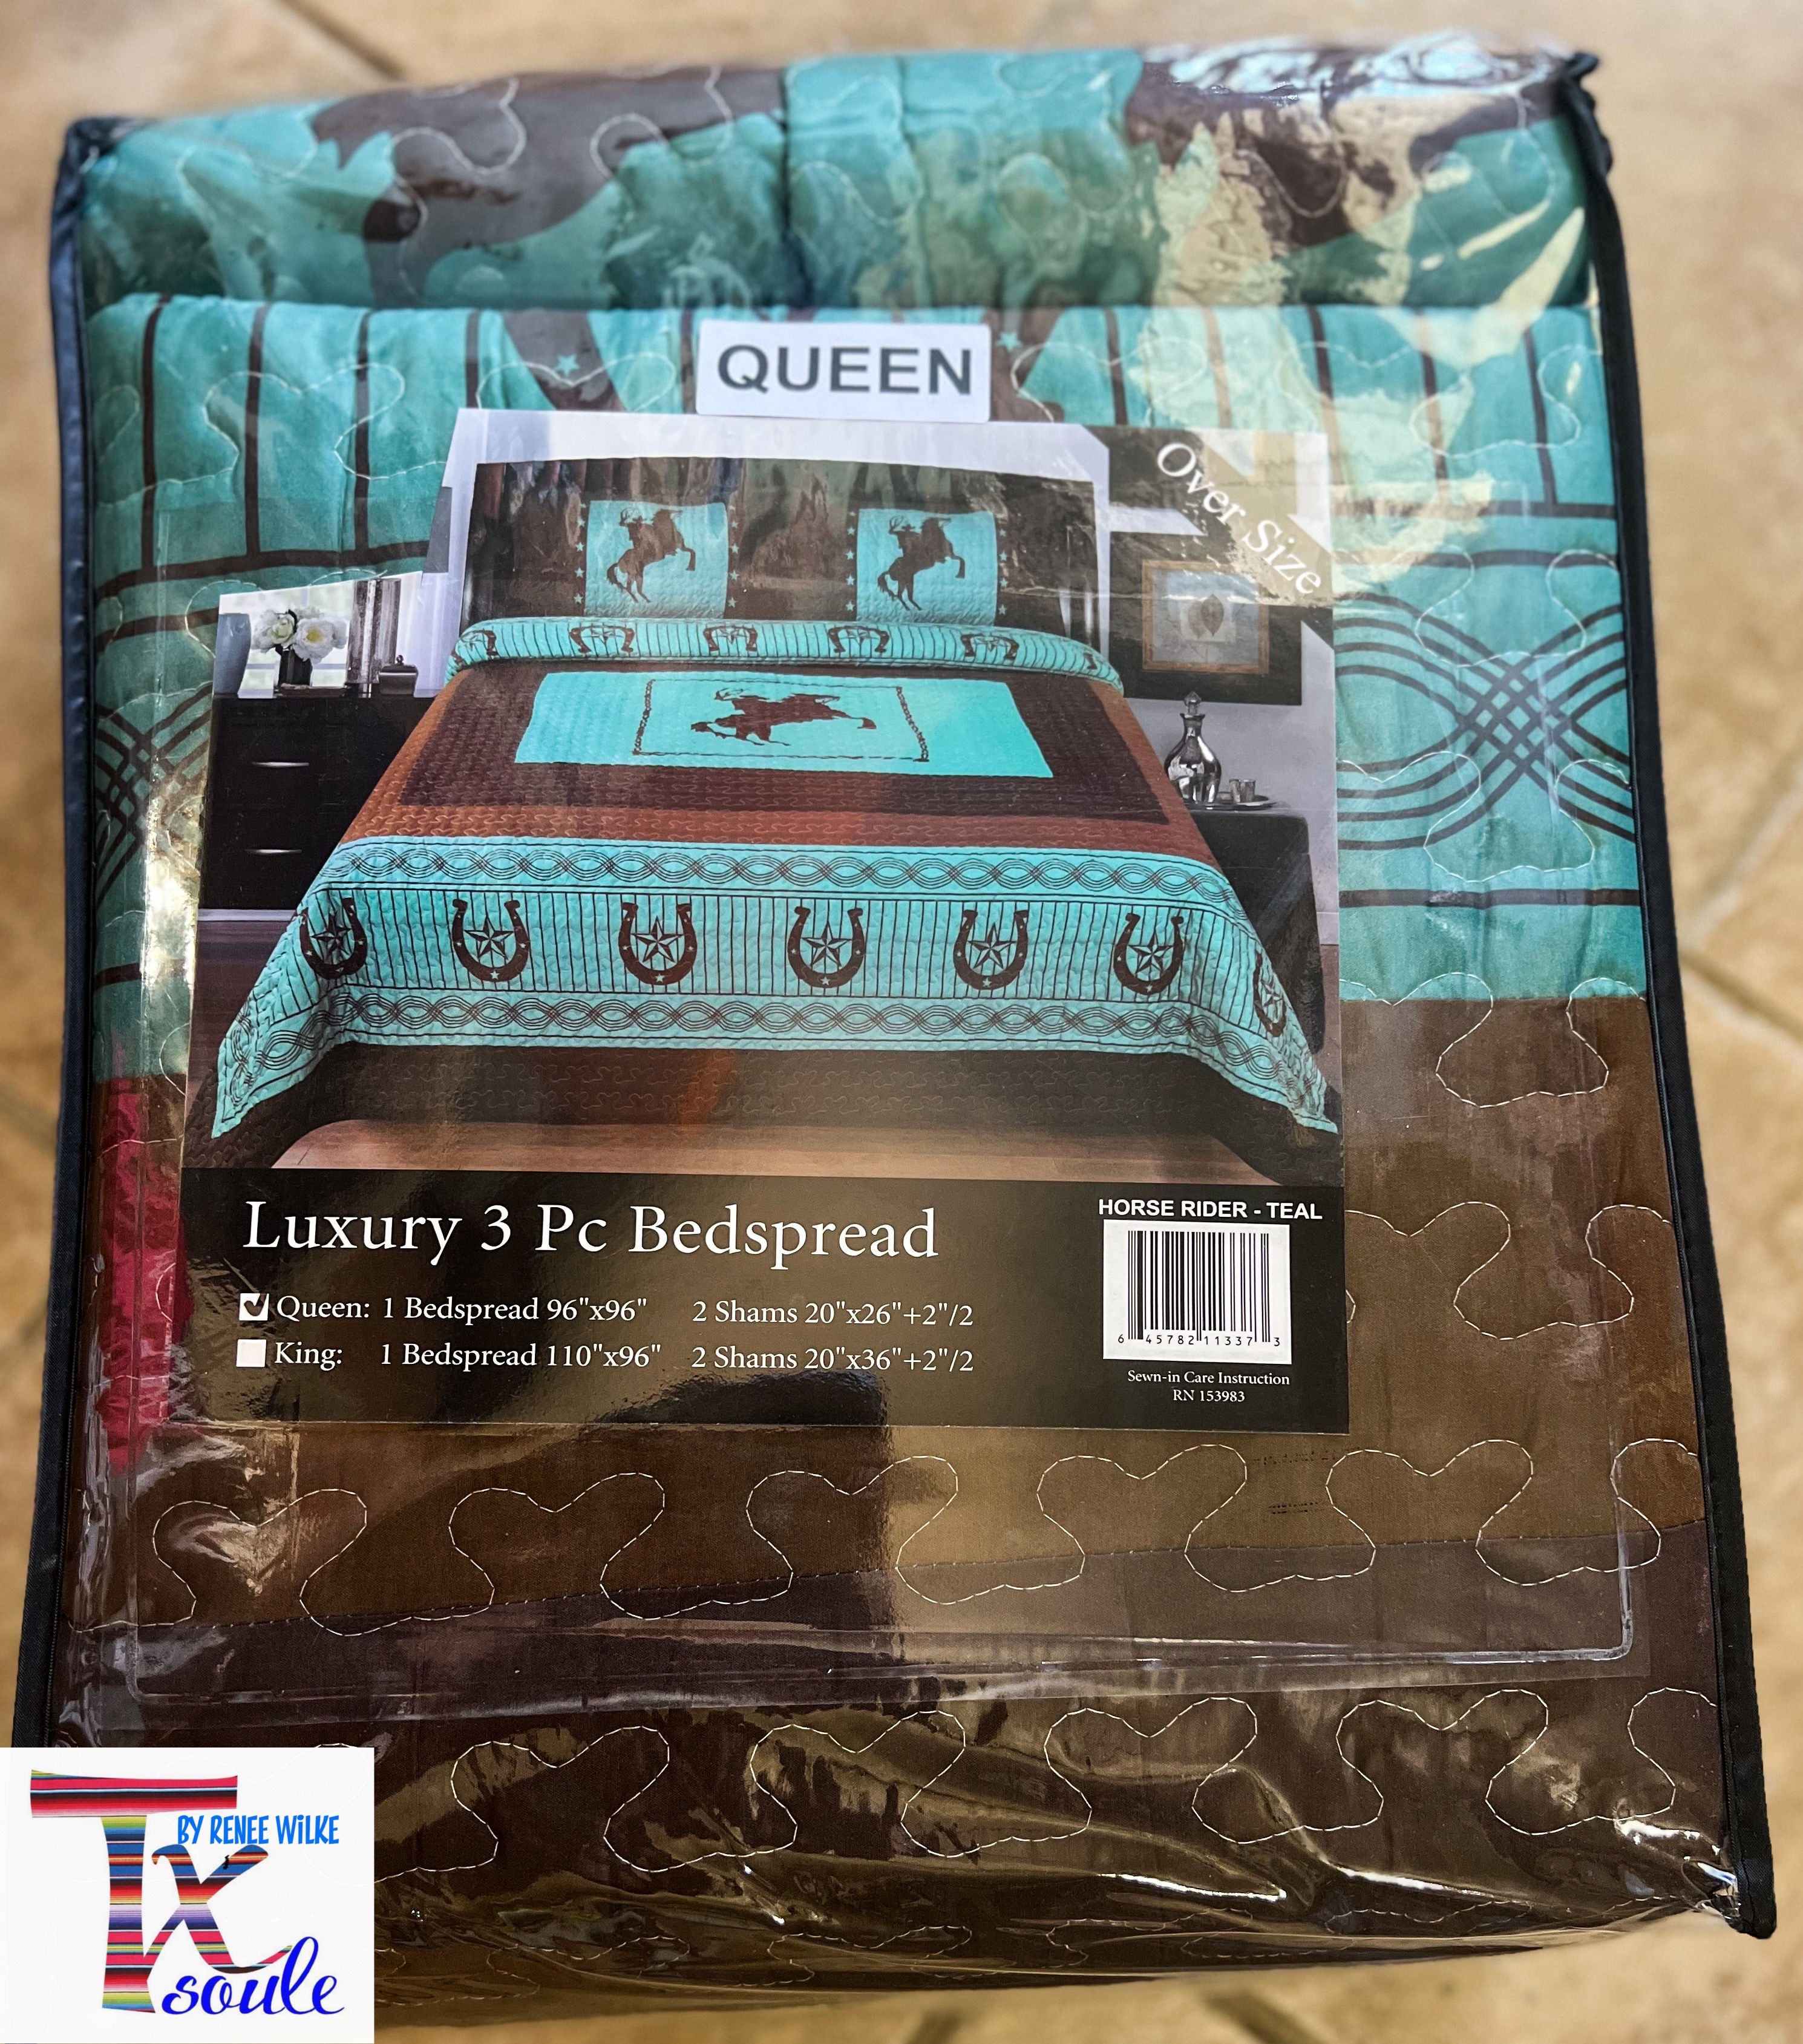 QUEEN
Over Size
Luxury 3 Pc Bedspread
HORSE RIDER - TEAL
Queen: 1 Bedspread 96"x96" 2 Shams 20"x26"+2"/2
King: 1 Bedspread 110"x96" 2 Shams 20"x36"+2"/2
6 45782 11337 3
Sewn-in Care Instruction
RN 153983
BY RENEE WiLKE
Tx
soule